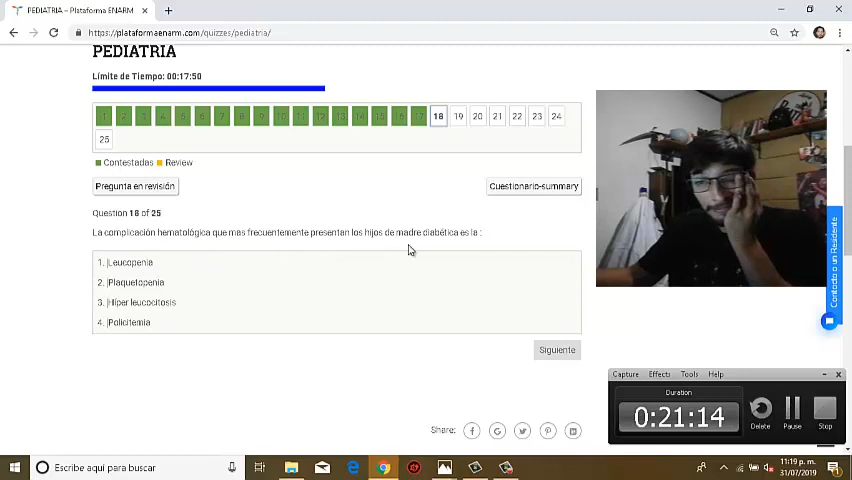 PEDIATRIA – Plataforma ENARM
https://plataformaenarm.com/quizzes/pediatria/
PEDIATRIA
Límite de Tiempo: 00:17:50
1 2 3 4 5 6 7 8 9 10 11 12 13 14 15 16 17 18 19 20 21 22 23 24
25
Contestadas Review
Pregunta en revisión
Cuestionario-summary
Question 18 of 25
La complicación hematológica que mas frecuentemente presentan los hijos de madre diabética es la :
1. Leucopenia
2. Plaquetopenia
3. Híper leucocitosis
4. Policitemia
Siguiente
Contacto a un Residente
Share:
Capture Effects Tools Help
Duration
0:21:14
Delete Pause Stop
Escribe aquí para buscar
11:19 p. m.
31/07/2019